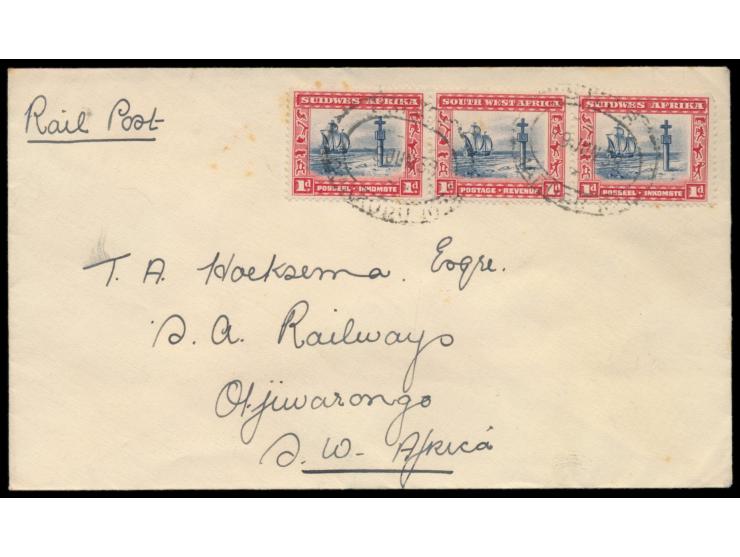 Rail Post
SUIDWES AFRIKA SOUTH WEST AFRICA SUIDWES AFRIKA
1d POSSEEL - INKOMSTE 1d 1d POSTAGE - REVENUE 1d 1d POSSEEL - INKOMSTE 1d
T. A. Hoeksema. Esqre.
S. A. Railways
Otjiwarongo
S. W. Africa